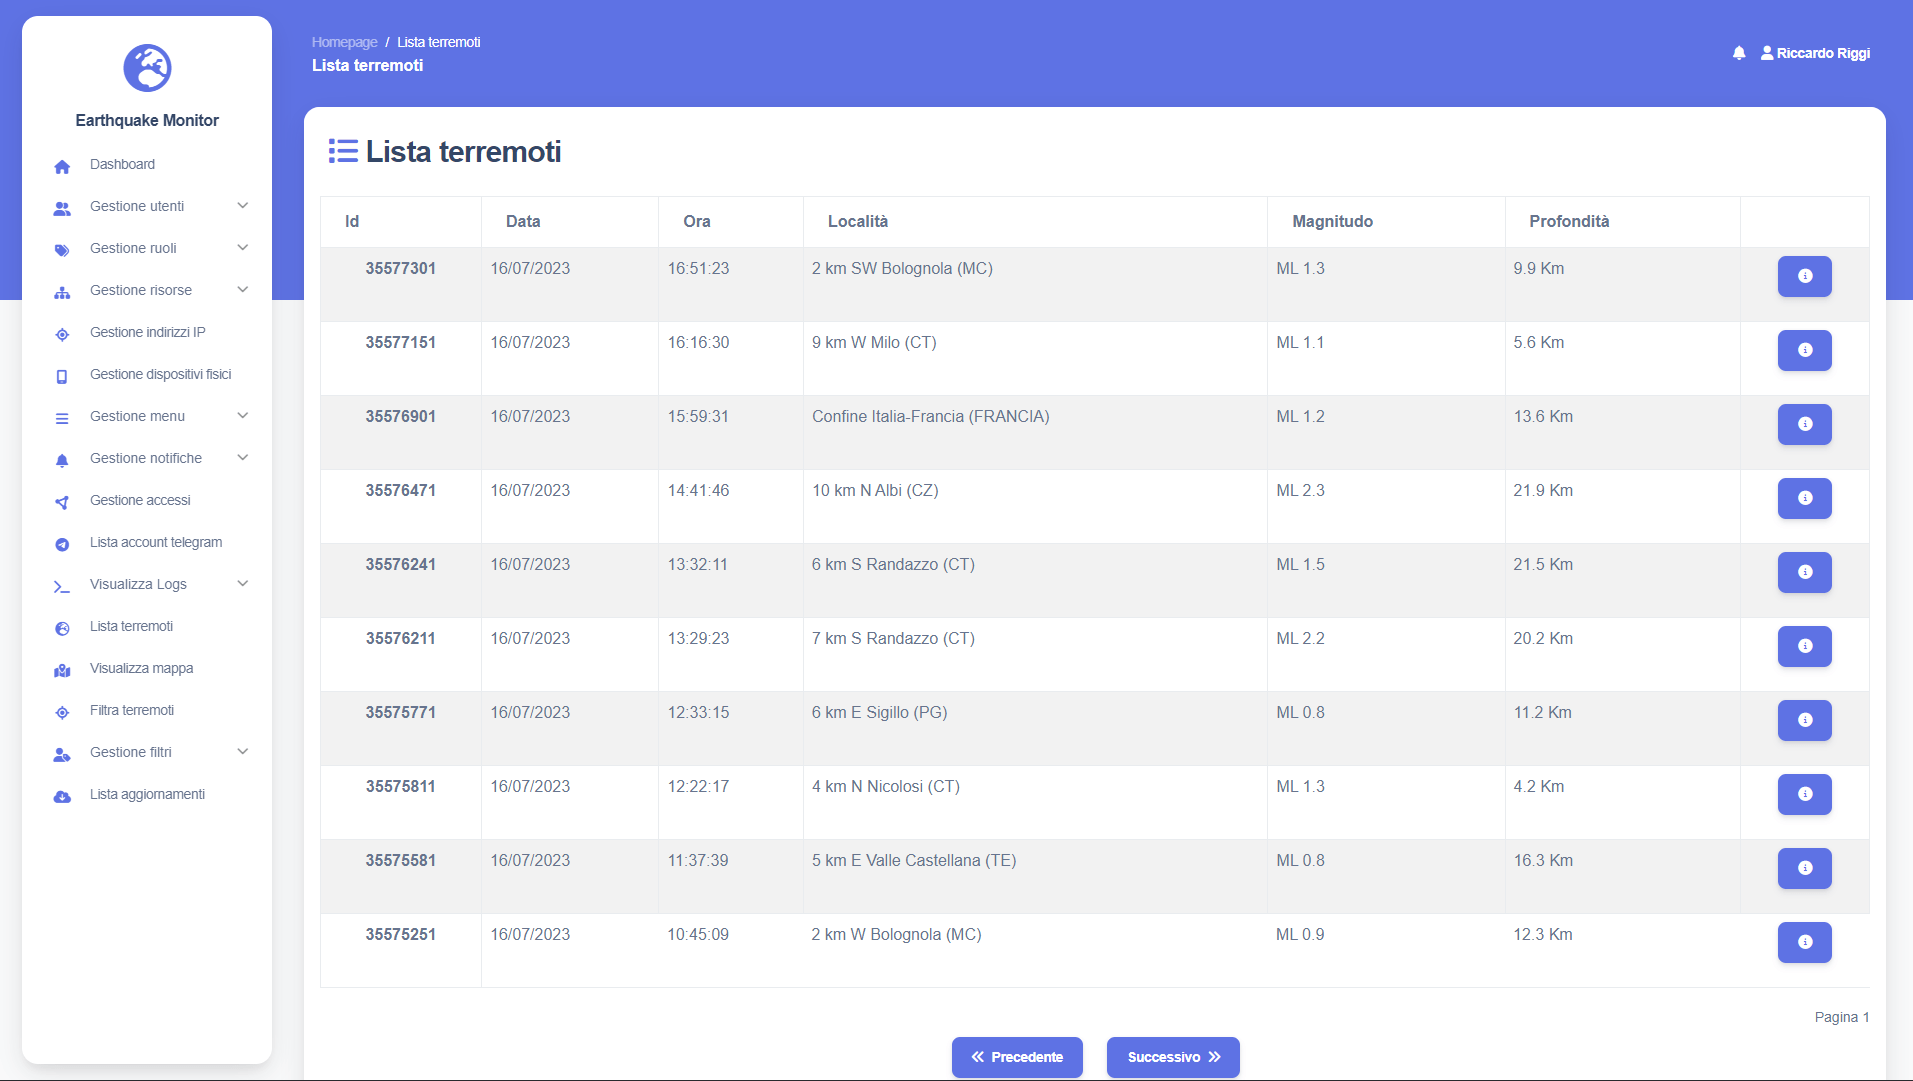 Homepage / Lista terremoti
Lista terremoti
Riccardo Riggi
Earthquake Monitor
Dashboard
Gestione utenti
Gestione ruoli
Gestione risorse
Gestione indirizzi IP
Gestione dispositivi fisici
Gestione menu
Gestione notifiche
Gestione accessi
Lista account telegram
Visualizza Logs
Lista terremoti
Visualizza mappa
Filtra terremoti
Gestione filtri
Lista aggiornamenti
Lista terremoti
Id Data Ora Località Magnitudo Profondità
35577301 16/07/2023 16:51:23 2 km SW Bolognola (MC) ML 1.3 9.9 Km
35577151 16/07/2023 16:16:30 9 km W Milo (CT) ML 1.1 5.6 Km
35576901 16/07/2023 15:59:31 Confine Italia-Francia (FRANCIA) ML 1.2 13.6 Km
35576471 16/07/2023 14:41:46 10 km N Albi (CZ) ML 2.3 21.9 Km
35576241 16/07/2023 13:32:11 6 km S Randazzo (CT) ML 1.5 21.5 Km
35576211 16/07/2023 13:29:23 7 km S Randazzo (CT) ML 2.2 20.2 Km
35575771 16/07/2023 12:33:15 6 km E Sigillo (PG) ML 0.8 11.2 Km
35575811 16/07/2023 12:22:17 4 km N Nicolosi (CT) ML 1.3 4.2 Km
35575581 16/07/2023 11:37:39 5 km E Valle Castellana (TE) ML 0.8 16.3 Km
35575251 16/07/2023 10:45:09 2 km W Bolognola (MC) ML 0.9 12.3 Km
Pagina 1
Precedente Successivo